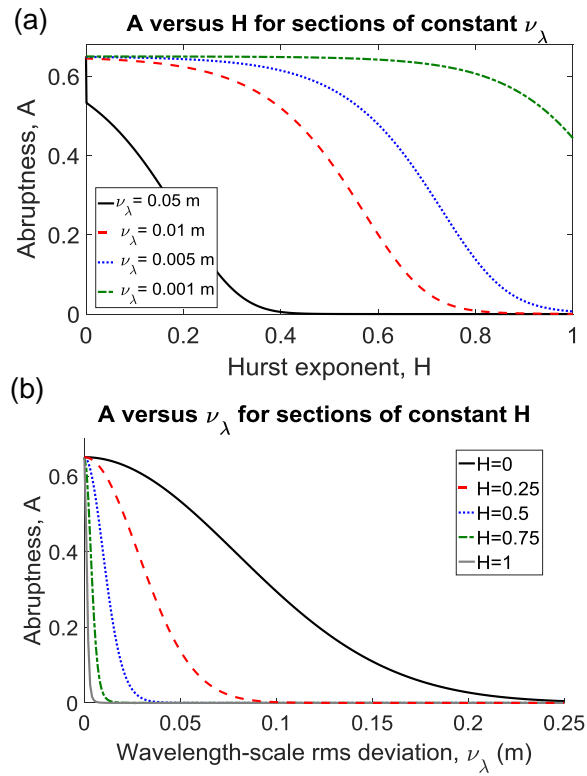 (a)
A versus H for sections of constant ν_λ
Abruptness, A
0.6
0.4
0.2
0
ν_λ= 0.05 m
ν_λ= 0.01 m
ν_λ= 0.005 m
ν_λ= 0.001 m
0 0.2 0.4 0.6 0.8 1
Hurst exponent, H
(b)
A versus ν_λ for sections of constant H
Abruptness, A
0.6
0.4
0.2
0
H=0
H=0.25
H=0.5
H=0.75
H=1
0 0.05 0.1 0.15 0.2 0.25
Wavelength-scale rms deviation, ν_λ (m)